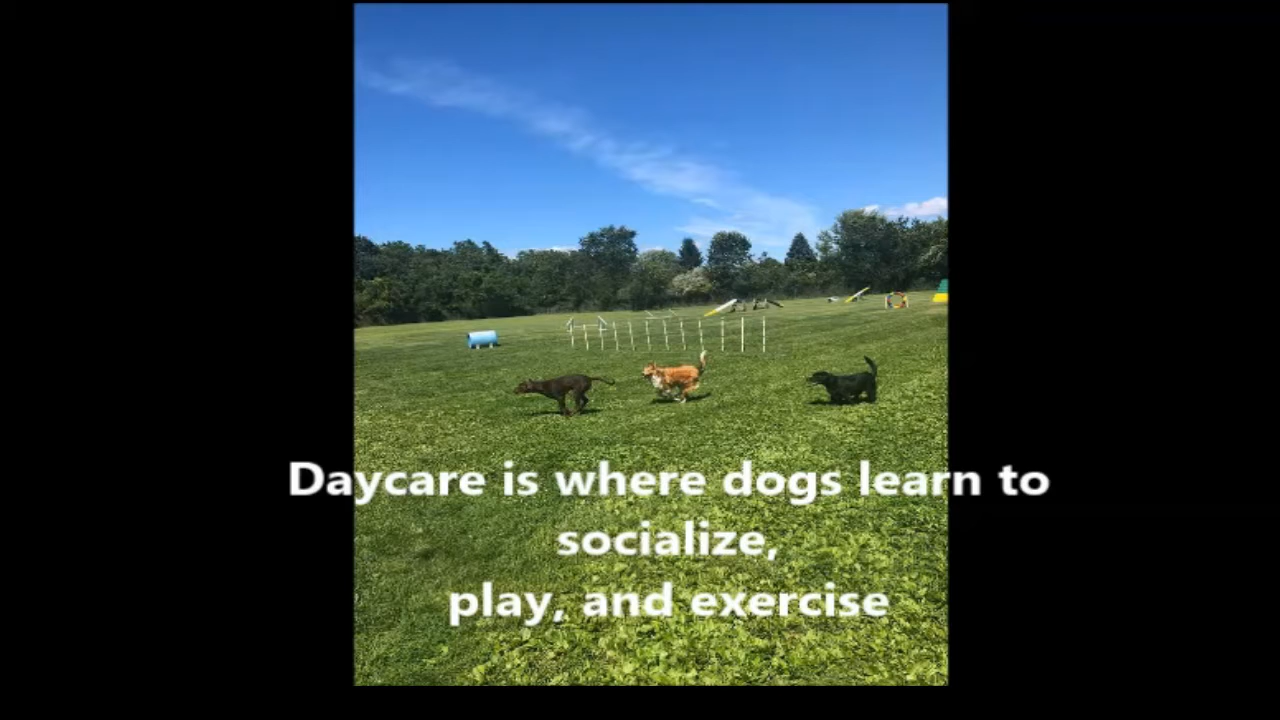 Daycare is where dogs learn to
socialize,
play, and exercise